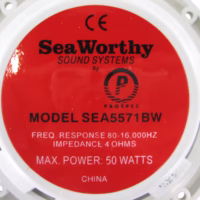 CE
SeaWorthy
SOUND SYSTEMS
by
P
PROSPEC
MODEL SEA5571BW
FREQ. RESPONSE 80-16,000HZ
IMPEDANCE 4 OHMS
MAX. POWER: 50 WATTS
CHINA